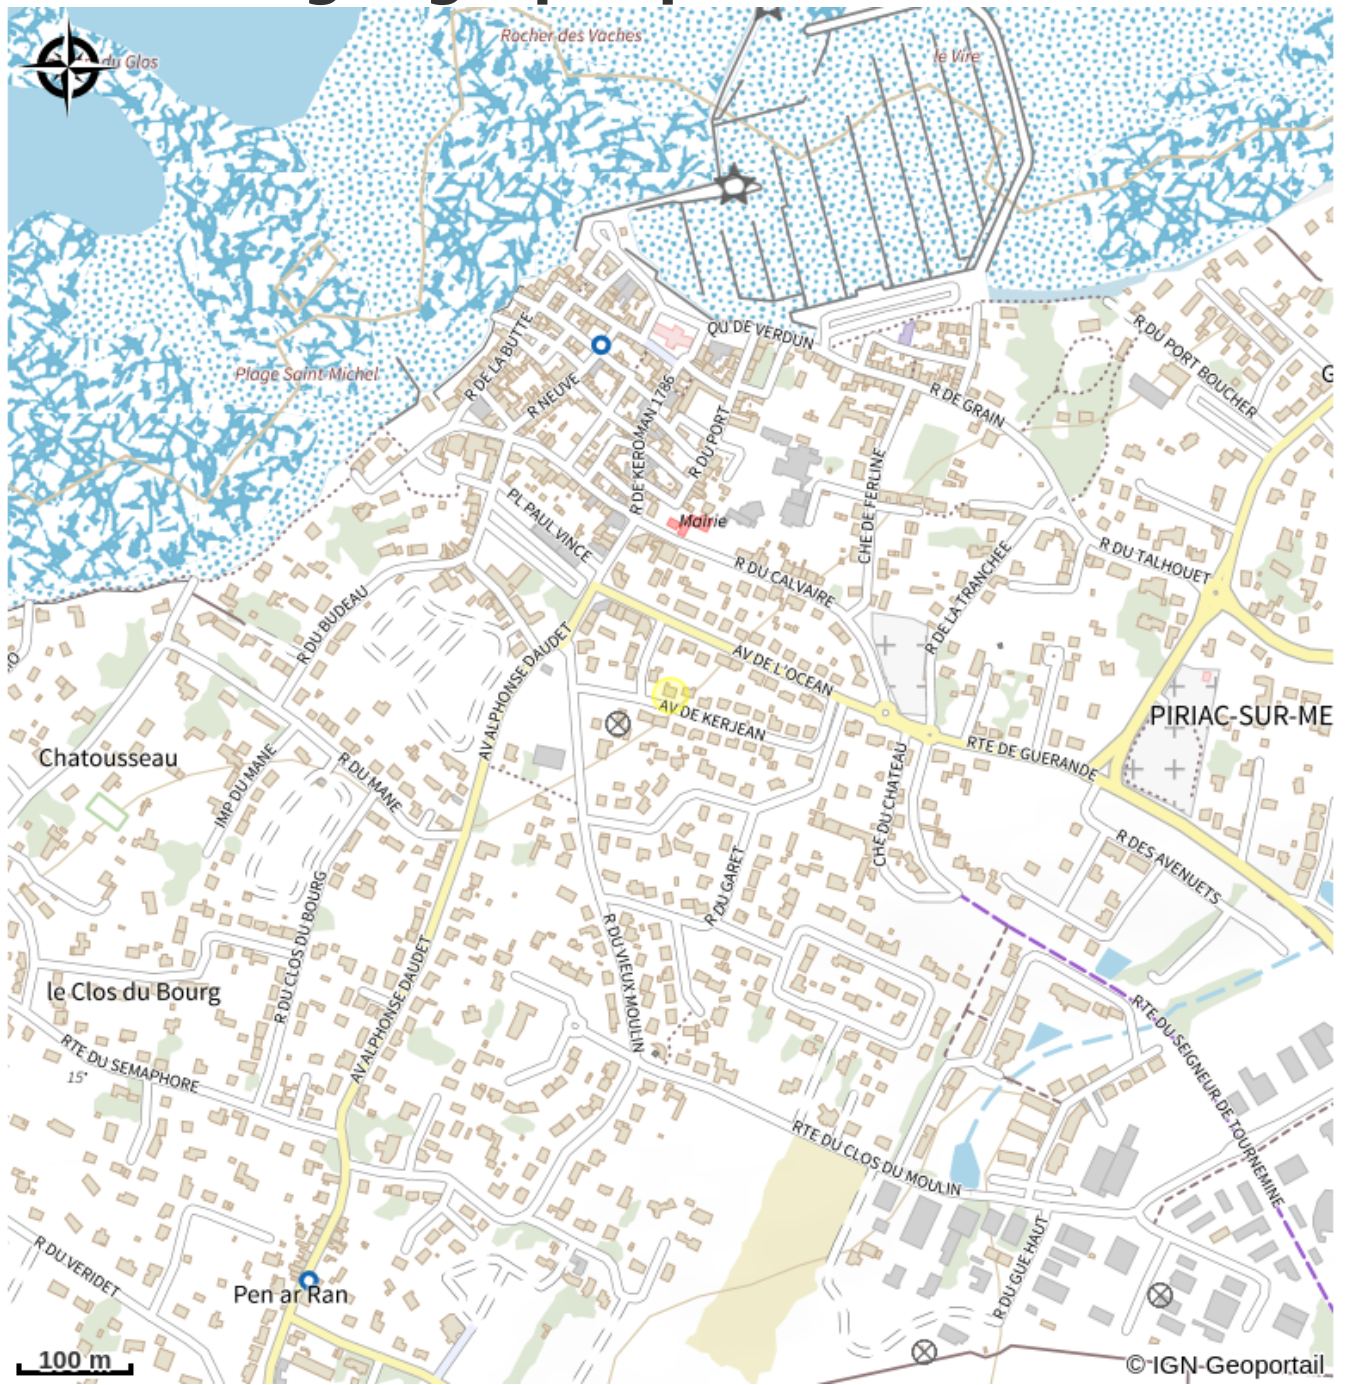 du Glos
Rocher des Vaches
le Vire
Plage Saint-Michel
QU DE VERDUN
R DE LA BUTTE
R NEUVE
R DE KEROMAN 1786
R DU PORT
R DE GRAIN
R DU PORT BOUCHER
G
PL PAUL VINCE
Mairie
CHE DE FERLINE
R DU CALVAIRE
R DE LA TRANCHEE
R DU TALHOUET
R DU BUDEAU
AV ALPHONSE DAUDET
AV DE L'OCEAN
AV DE KERJEAN
PIRIAC-SUR-ME
RTE DE GUERANDE
Chatousseau
IMP DU MANE
R DU MANE
CHE DU CHATEAU
R DES AVENUETS
R DU GARET
R DU CLOS DU BOURG
R DU VIEUX MOULIN
AV ALPHONSE DAUDET
le Clos du Bourg
RTE DU SEMAPHORE
15
RTE DU SEIGNEUR DE TOURNEMINE
RTE DU CLOS DU MOULIN
R DU GUE HAUT
R DU VERIDET
Pen ar Ran
100 m
© IGN-Geoportail